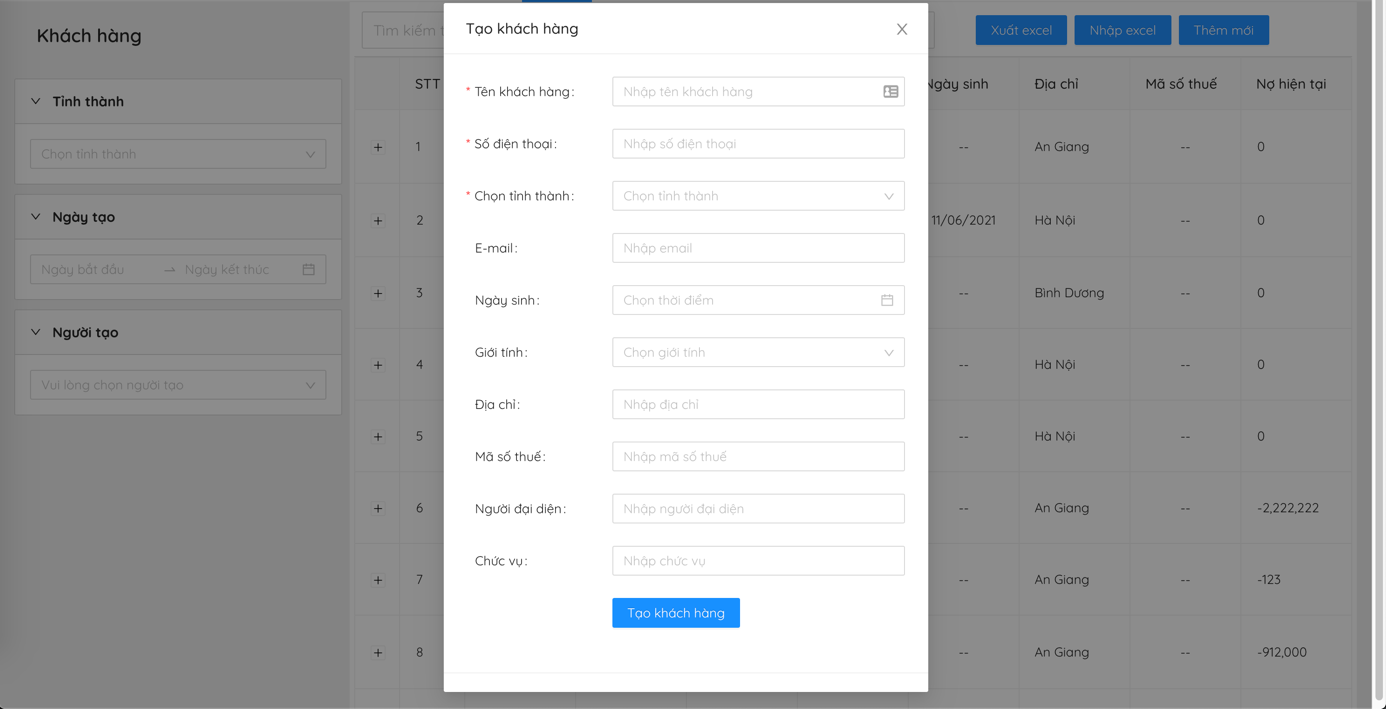 Khách hàng
Tỉnh thành
Chọn tỉnh thành
Ngày tạo
Ngày bắt đầu → Ngày kết thúc
Người tạo
Vui lòng chọn người tạo
Tìm kiếm
Xuất excel Nhập excel Thêm mới
STT Ngày sinh Địa chỉ Mã số thuế Nợ hiện tại
+ 1 -- An Giang -- 0
+ 2 11/06/2021 Hà Nội -- 0
+ 3 -- Bình Dương -- 0
+ 4 -- Hà Nội -- 0
+ 5 -- Hà Nội -- 0
+ 6 -- An Giang -- -2,222,222
+ 7 -- An Giang -- -123
+ 8 -- An Giang -- -912,000
Tạo khách hàng
* Tên khách hàng: Nhập tên khách hàng
* Số điện thoại: Nhập số điện thoại
* Chọn tỉnh thành: Chọn tỉnh thành
E-mail: Nhập email
Ngày sinh: Chọn thời điểm
Giới tính: Chọn giới tính
Địa chỉ: Nhập địa chỉ
Mã số thuế: Nhập mã số thuế
Người đại diện: Nhập người đại diện
Chức vụ: Nhập chức vụ
Tạo khách hàng